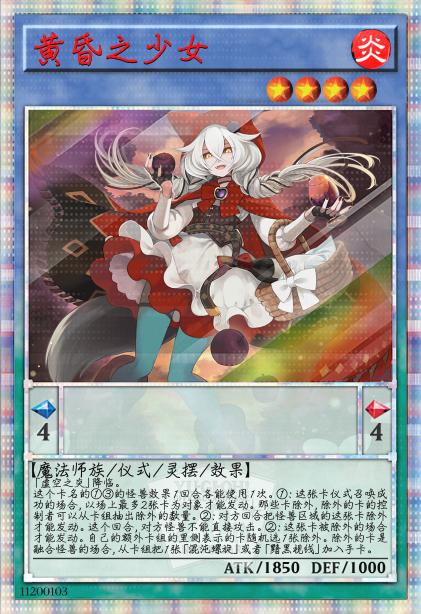 黄昏之少女
炎
4
4
【魔法师族/仪式/灵摆/效果】
「虚空之炎」降临。
这个卡名的①③的怪兽效果1回合各能使用1次。①:这张卡仪式召唤成
功的场合,以场上最多2张卡为对象才能发动。那些卡除外,除外的卡的控
制者可以从卡组抽出除外的数量。②:对方回合把怪兽区域的这张卡除外
才能发动。这个回合,对方怪兽不能直接攻击。③:这张卡被除外的场合
才能发动。自己的额外卡组的里侧表示的卡随机选1张除外。除外的卡是
融合怪兽的场合,从卡组把1张「混沌螺旋」或者「黯黑视线」加入手卡。
ATK/1850 DEF/1000
11200103